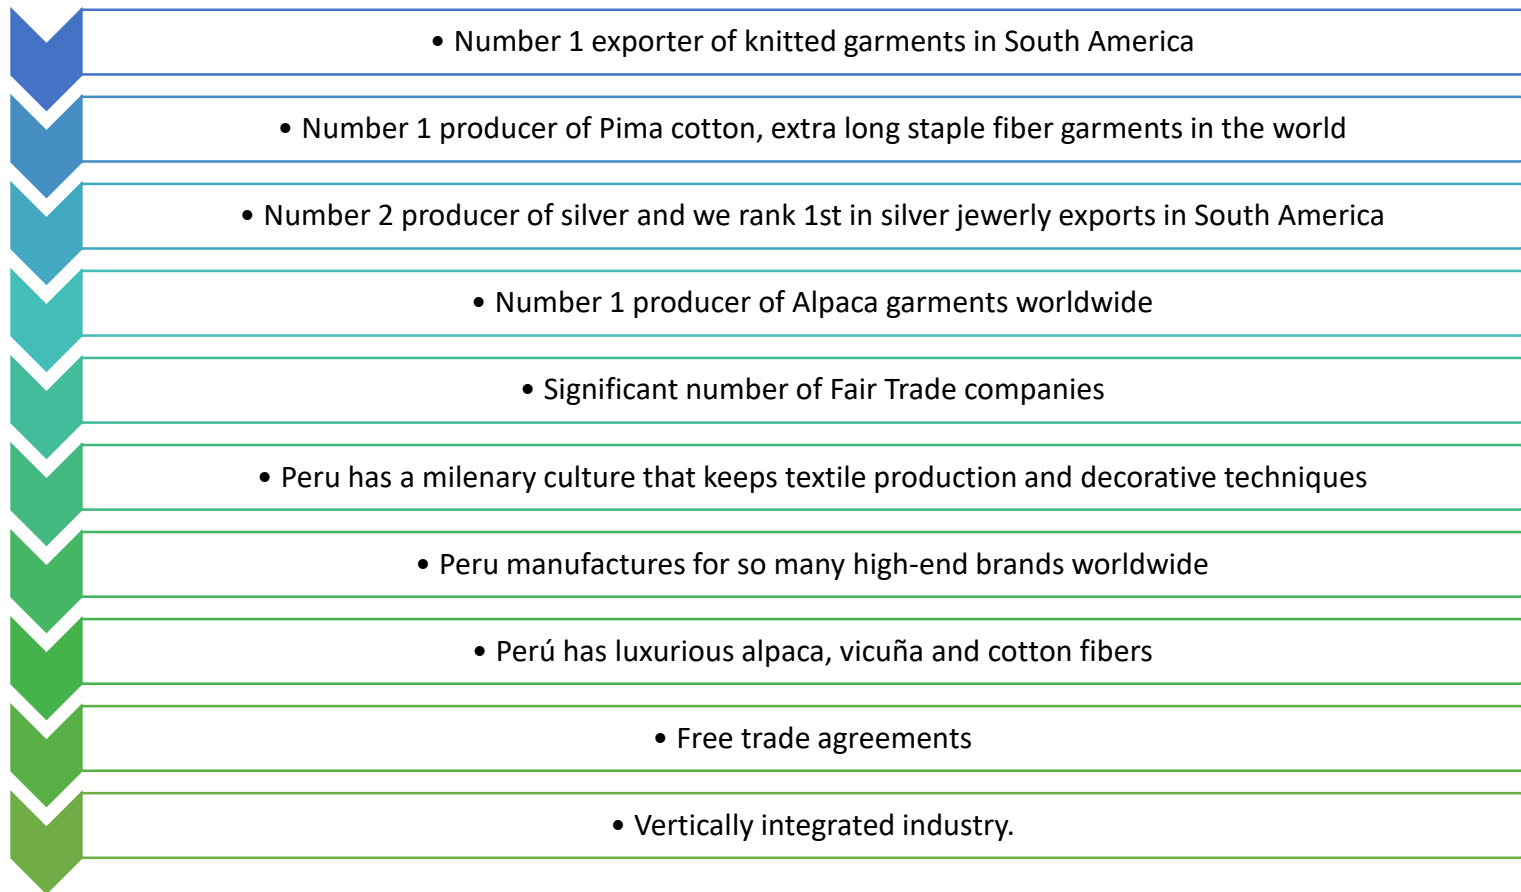 • Number 1 exporter of knitted garments in South America
• Number 1 producer of Pima cotton, extra long staple fiber garments in the world
• Number 2 producer of silver and we rank 1st in silver jewerly exports in South America
• Number 1 producer of Alpaca garments worldwide
• Significant number of Fair Trade companies
• Peru has a milenary culture that keeps textile production and decorative techniques
• Peru manufactures for so many high-end brands worldwide
• Perú has luxurious alpaca, vicuña and cotton fibers
• Free trade agreements
• Vertically integrated industry.